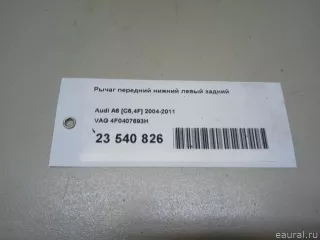 Рычаг передний нижний левый задний
Audi A6 [C6,4F] 2004-2011
VAG 4F0407693H
23 540 826
eaural.ru